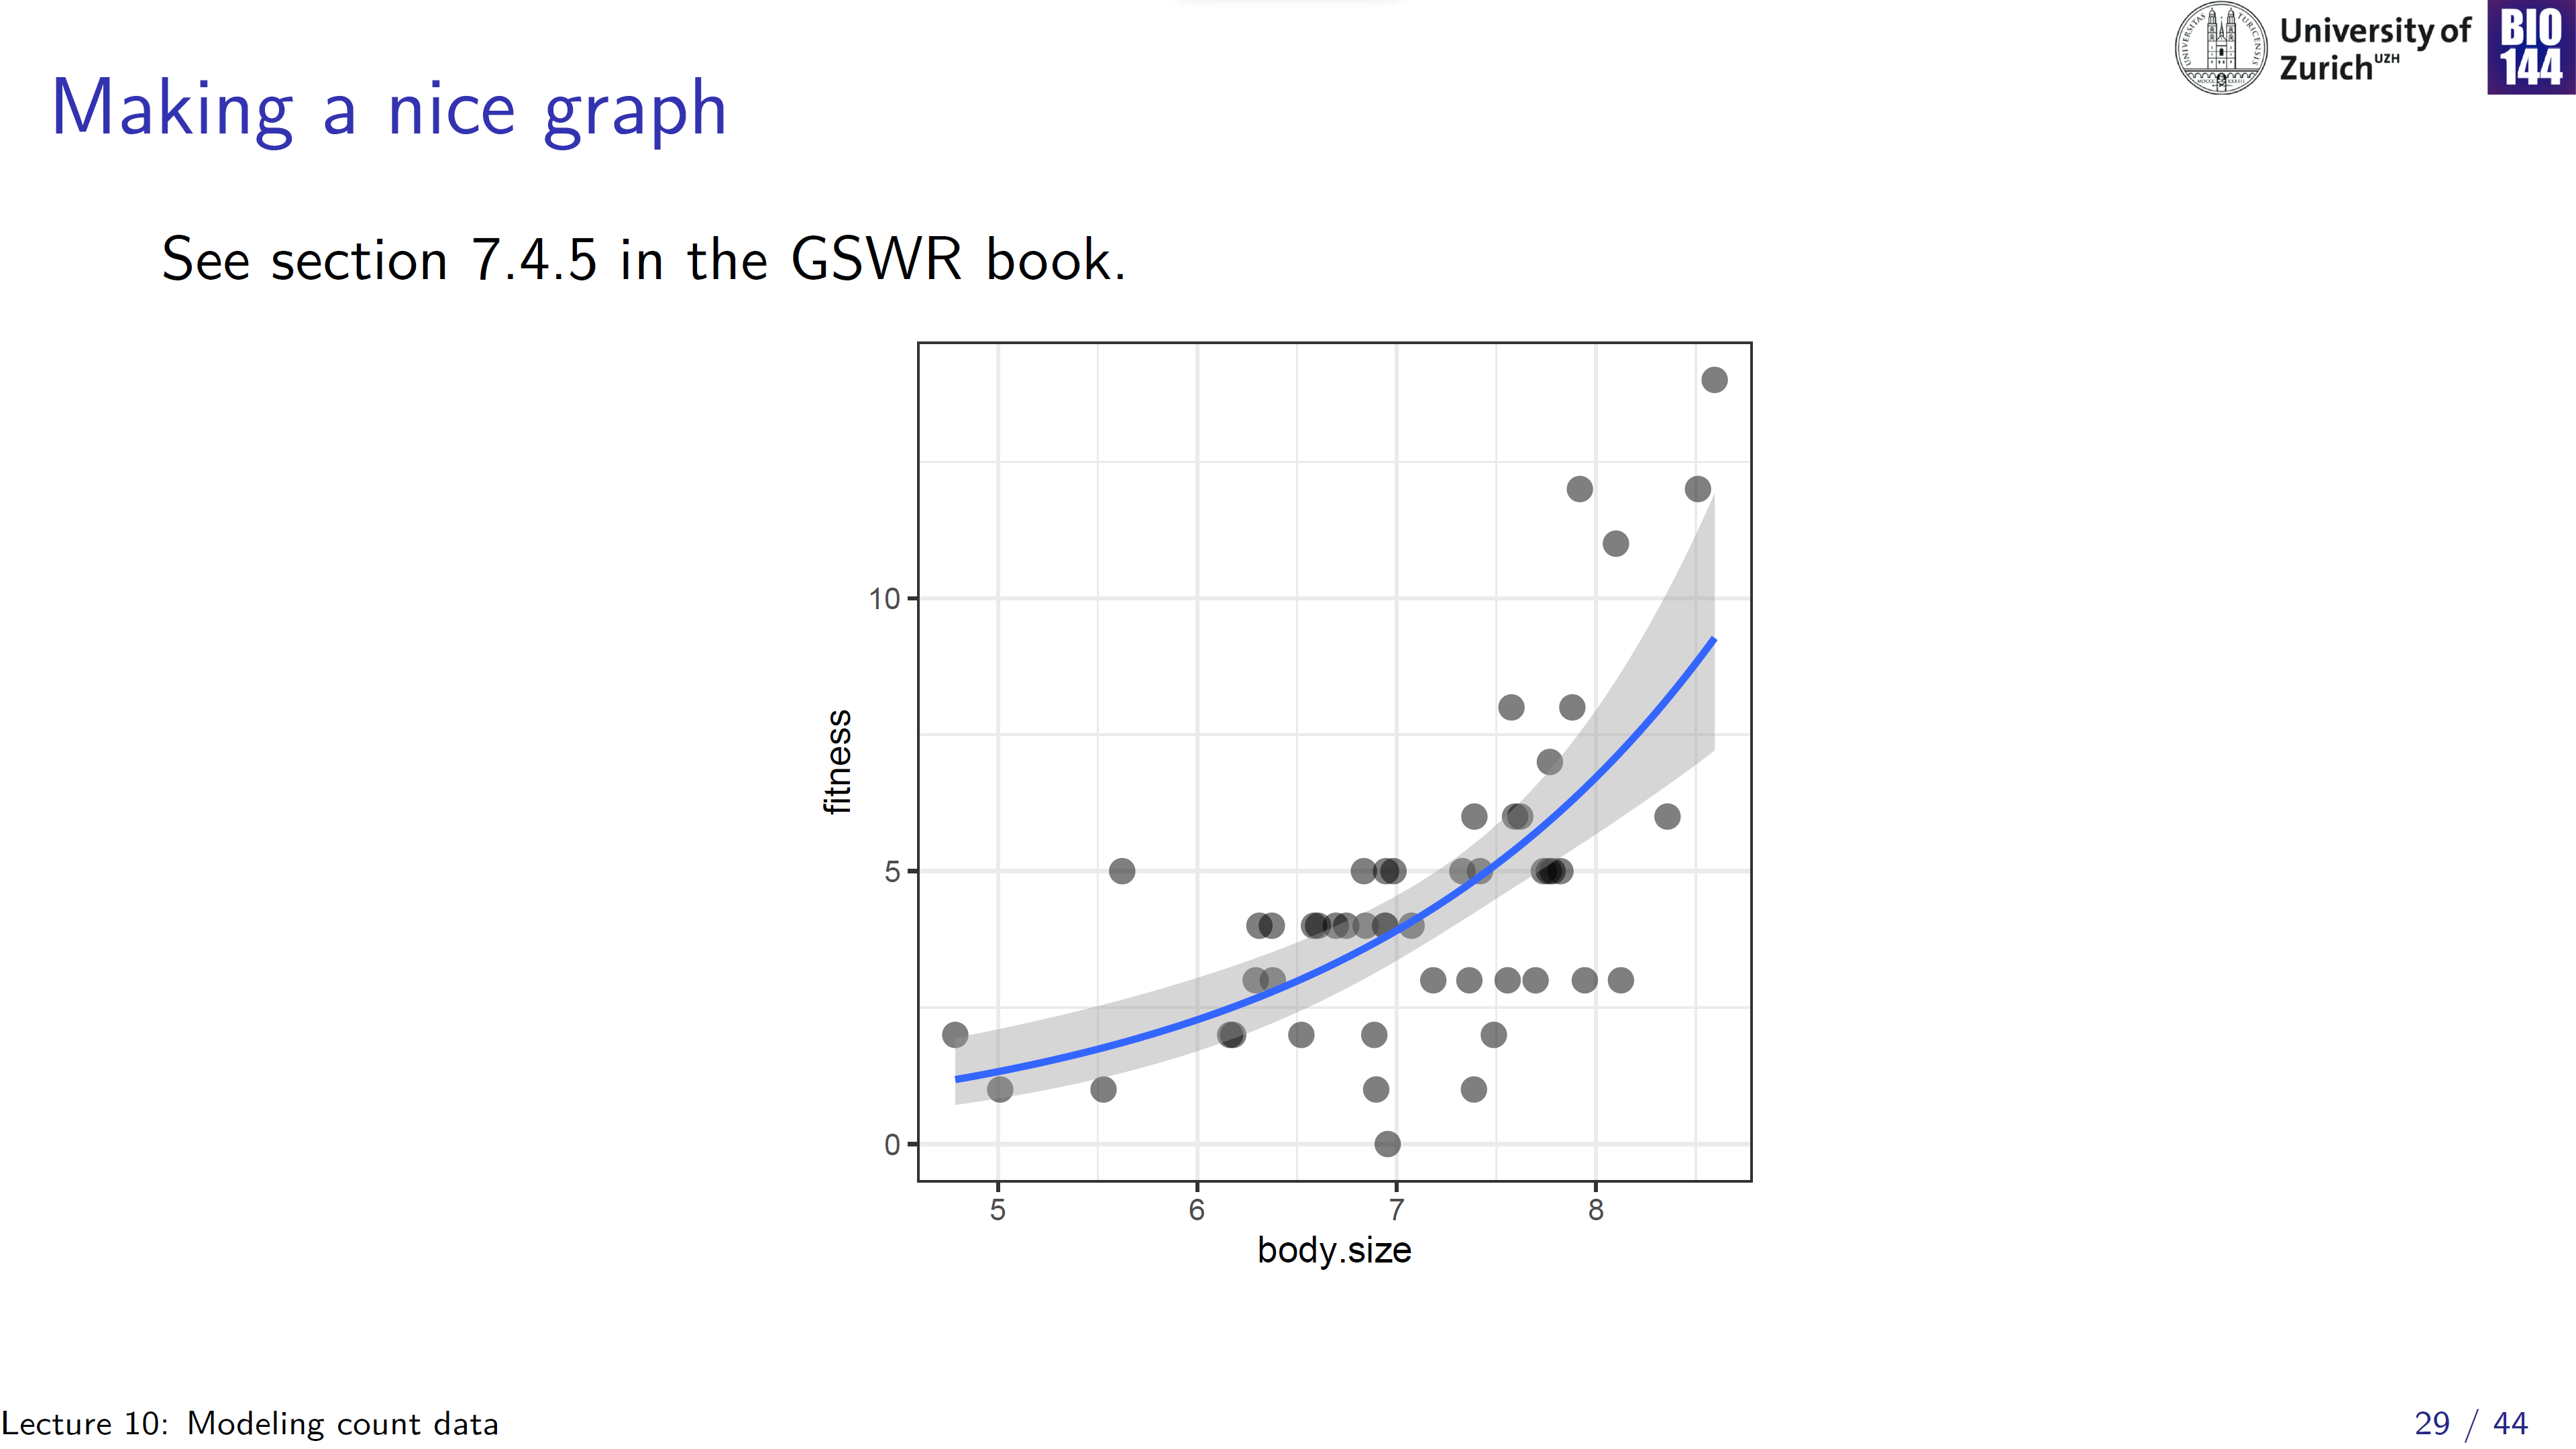 University of
Zurich UZH
BIO
144
Making a nice graph
See section 7.4.5 in the GSWR book.
10
5
0
fitness
5 6 7 8
body.size
Lecture 10: Modeling count data
29 / 44